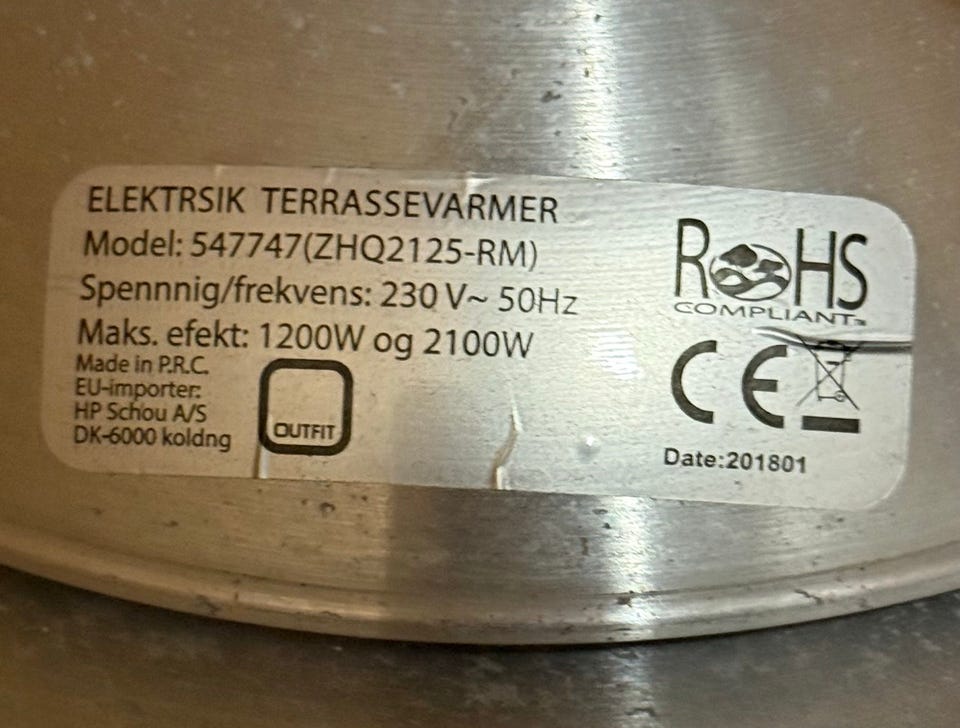 ELEKTRSIK TERRASSEVARMER
Model: 547747(ZHQ2125-RM)
Spennnig/frekvens: 230 V~ 50Hz
Maks. efekt: 1200W og 2100W
Made in P.R.C.
EU-importer:
HP Schou A/S
DK-6000 koldng
OUTFIT
ROHS
COMPLIANT™
CE
Date:201801